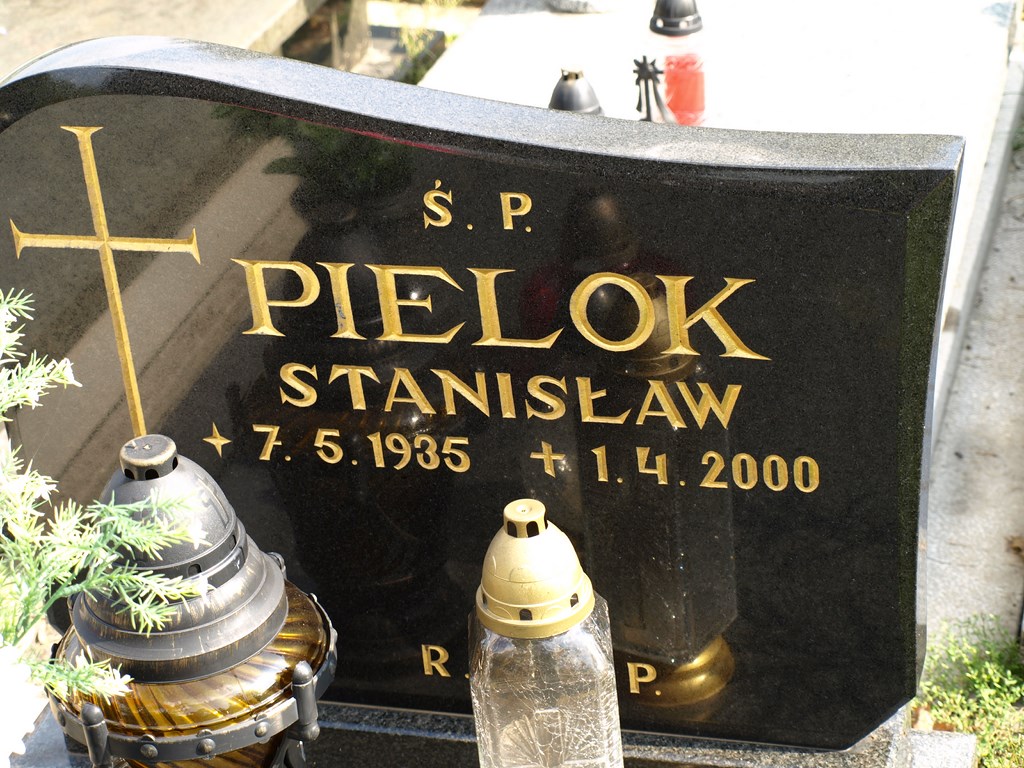 Ś. P.
PIELOK
STANISŁAW
7. 5. 1935 + 1. 4. 2000
R. P.